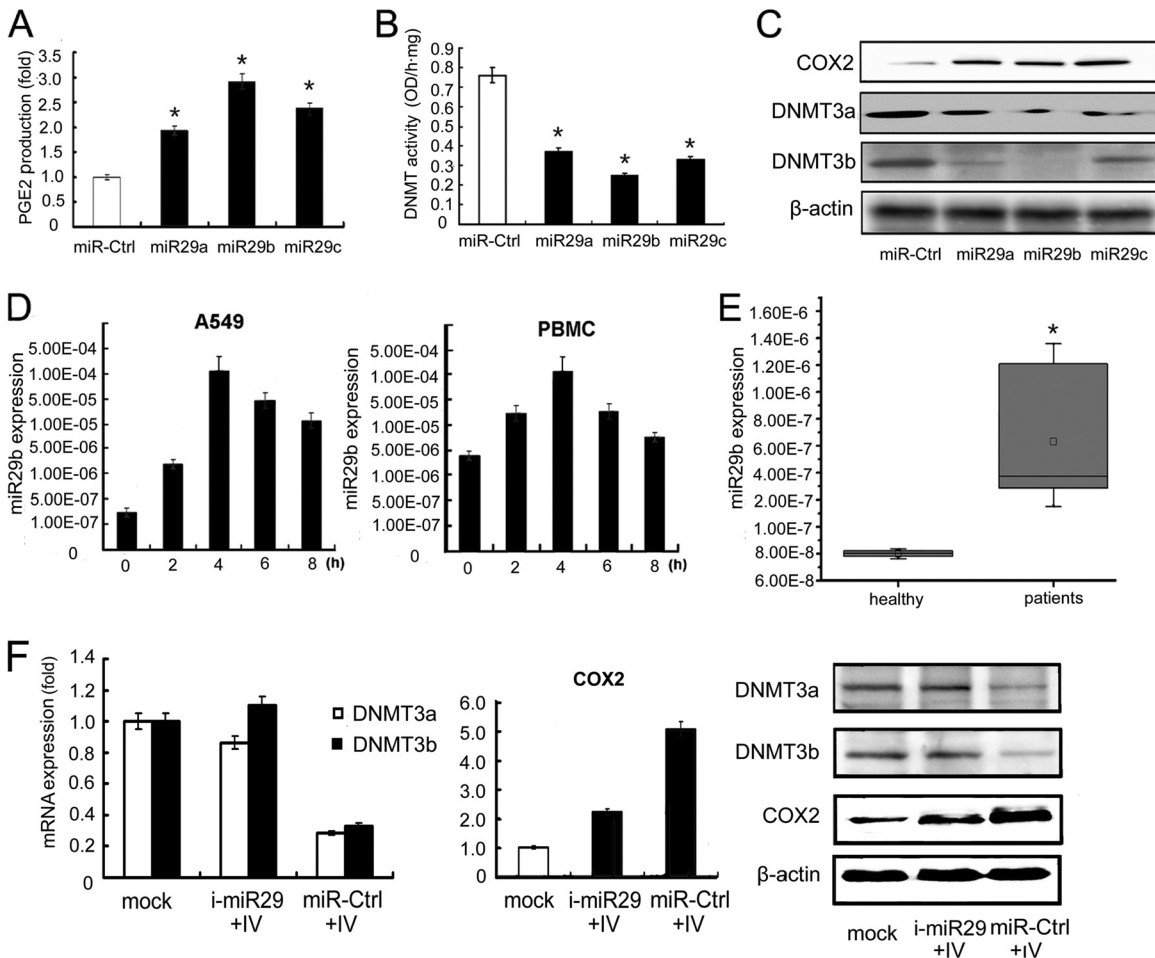 A
PGE2 production (fold)
3.5
3.0
2.5
2.0
1.5
1.0
0.5
0
*
*
*
miR-Ctrl miR29a miR29b miR29c
B
DNMT activity (OD/h·mg)
0.9
0.8
0.7
0.6
0.5
0.4
0.3
0.2
0.1
0
*
*
*
miR-Ctrl miR29a miR29b miR29c
C
COX2
DNMT3a
DNMT3b
β-actin
miR-Ctrl miR29a miR29b miR29c
D
A549
miR29b expression
5.00E-04
1.00E-04
5.00E-05
1.00E-05
5.00E-06
1.00E-06
5.00E-07
1.00E-07
0
0 2 4 6 8 (h)
PBMC
miR29b expression
5.00E-04
1.00E-04
5.00E-05
1.00E-05
5.00E-06
1.00E-06
5.00E-07
1.00E-07
0
0 2 4 6 8 (h)
E
miR29b expression
1.60E-6
1.40E-6
1.20E-6
1.00E-6
8.00E-7
6.00E-7
4.00E-7
2.00E-7
1.00E-7
8.00E-8
6.00E-8
*
healthy patients
F
mRNA expression (fold)
1.4
1.2
1.0
0.8
0.6
0.4
0.2
0
DNMT3a
DNMT3b
mock i-miR29 miR-Ctrl
+IV +IV
COX2
6.0
5.0
4.0
3.0
2.0
1.0
0
mock i-miR29 miR-Ctrl
+IV +IV
DNMT3a
DNMT3b
COX2
β-actin
mock i-miR29 miR-Ctrl
+IV +IV